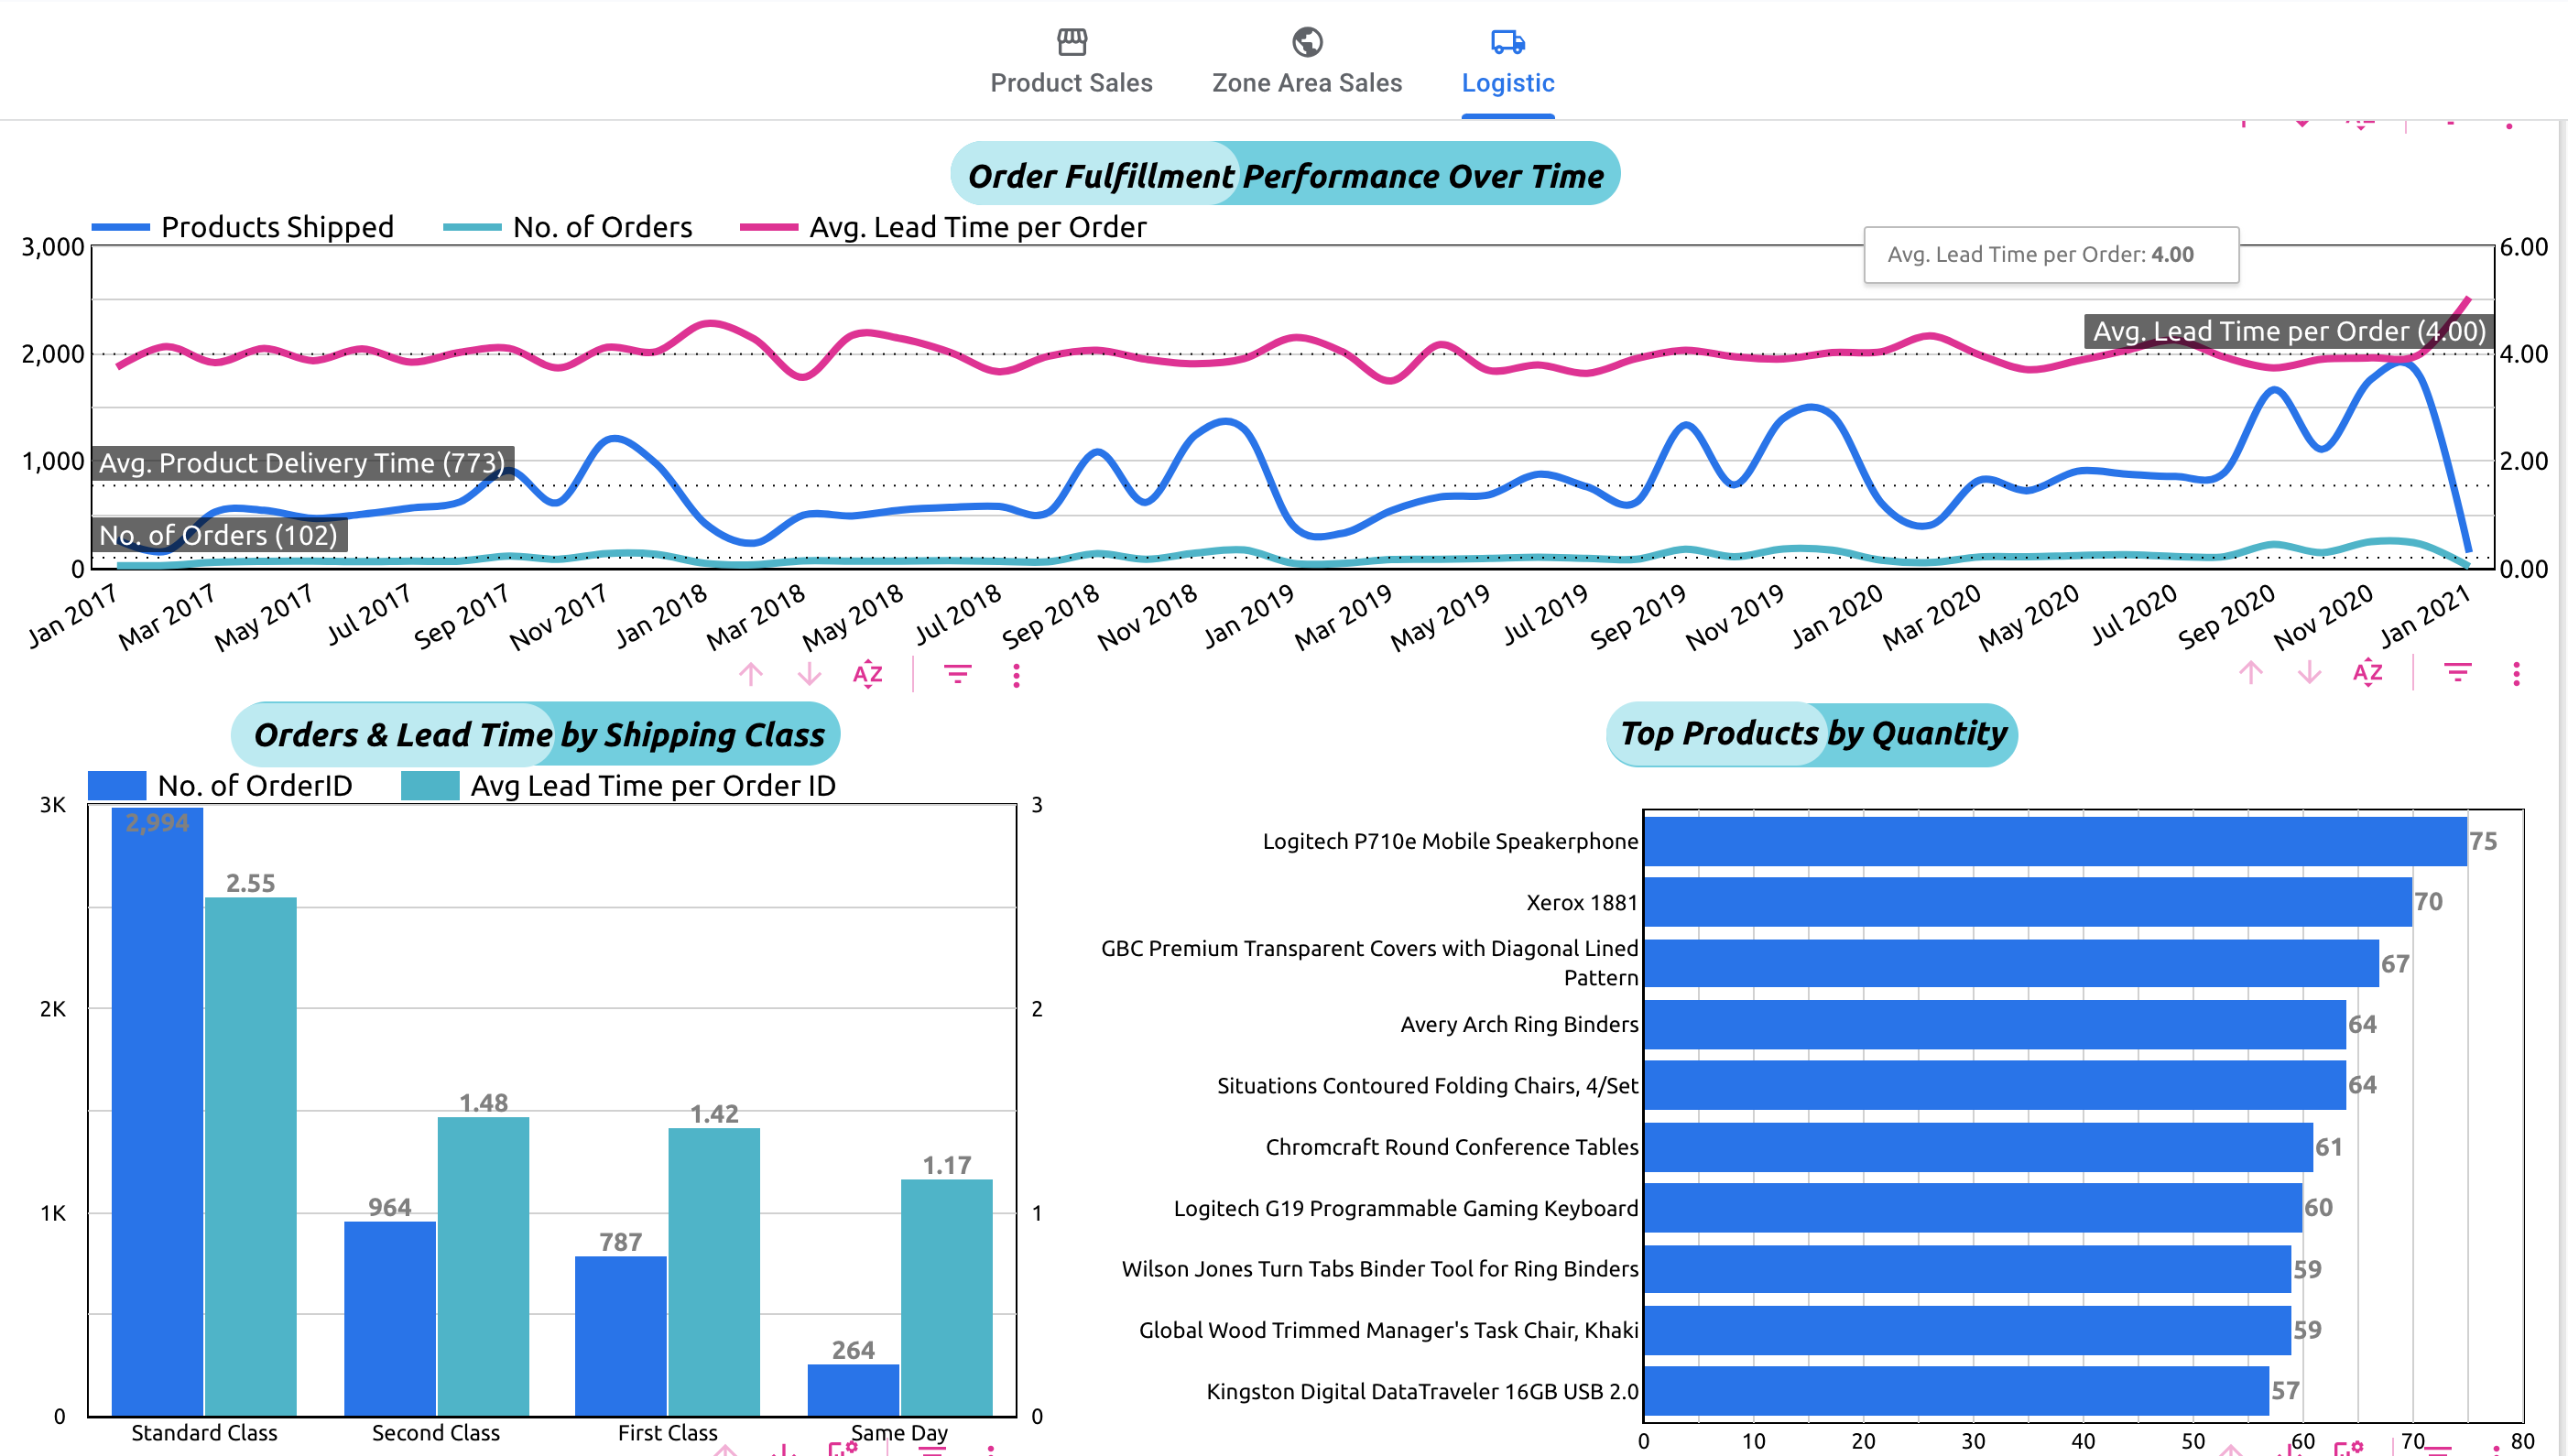 Product Sales
Zone Area Sales
Logistic
Order Fulfillment Performance Over Time
Products Shipped
No. of Orders
Avg. Lead Time per Order
3,000
2,000
1,000
0
6.00
4.00
2.00
0.00
Avg. Lead Time per Order: 4.00
Avg. Lead Time per Order (4.00)
Avg. Product Delivery Time (773)
No. of Orders (102)
Jan 2017
Mar 2017
May 2017
Jul 2017
Sep 2017
Nov 2017
Jan 2018
Mar 2018
May 2018
Jul 2018
Sep 2018
Nov 2018
Jan 2019
Mar 2019
May 2019
Jul 2019
Sep 2019
Nov 2019
Jan 2020
Mar 2020
May 2020
Jul 2020
Sep 2020
Nov 2020
Jan 2021
AZ
AZ
Orders & Lead Time by Shipping Class
No. of OrderID
Avg Lead Time per Order ID
3K
2K
1K
0
3
2
1
0
2,994
2.55
964
1.48
787
1.42
264
1.17
Standard Class
Second Class
First Class
Same Day
Top Products by Quantity
Logitech P710e Mobile Speakerphone
75
Xerox 1881
70
GBC Premium Transparent Covers with Diagonal Lined
Pattern
67
Avery Arch Ring Binders
64
Situations Contoured Folding Chairs, 4/Set
64
Chromcraft Round Conference Tables
61
Logitech G19 Programmable Gaming Keyboard
60
Wilson Jones Turn Tabs Binder Tool for Ring Binders
59
Global Wood Trimmed Manager's Task Chair, Khaki
59
Kingston Digital DataTraveler 16GB USB 2.0
57
0
10
20
30
40
50
60
70
80